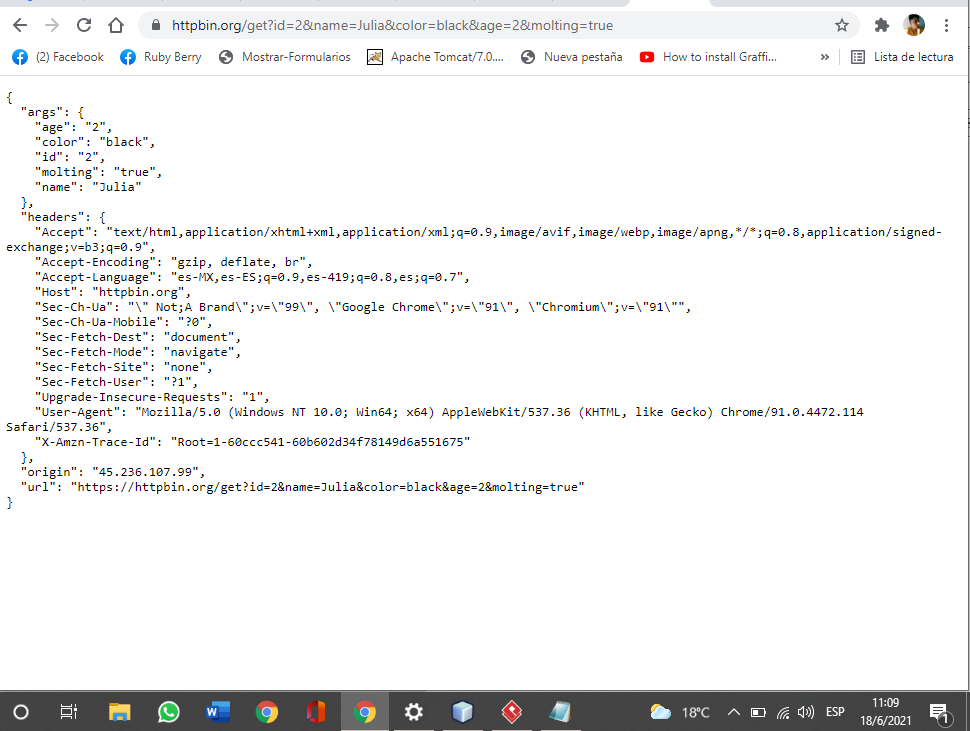 httpbin.org/get?id=2&name=Julia&color=black&age=2&molting=true
(2) Facebook Ruby Berry Mostrar-Formularios Apache Tomcat/7.0.... Nueva pestaña How to install Graffi... » Lista de lectura
{
  "args": {
    "age": "2",
    "color": "black",
    "id": "2",
    "molting": "true",
    "name": "Julia"
  },
  "headers": {
    "Accept": "text/html,application/xhtml+xml,application/xml;q=0.9,image/avif,image/webp,image/apng,*/*;q=0.8,application/signed-
exchange;v=b3;q=0.9",
    "Accept-Encoding": "gzip, deflate, br",
    "Accept-Language": "es-MX,es-ES;q=0.9,es-419;q=0.8,es;q=0.7",
    "Host": "httpbin.org",
    "Sec-Ch-Ua": "\" Not;A Brand\";v=\"99\", \"Google Chrome\";v=\"91\", \"Chromium\";v=\"91\"",
    "Sec-Ch-Ua-Mobile": "?0",
    "Sec-Fetch-Dest": "document",
    "Sec-Fetch-Mode": "navigate",
    "Sec-Fetch-Site": "none",
    "Sec-Fetch-User": "?1",
    "Upgrade-Insecure-Requests": "1",
    "User-Agent": "Mozilla/5.0 (Windows NT 10.0; Win64; x64) AppleWebKit/537.36 (KHTML, like Gecko) Chrome/91.0.4472.114
Safari/537.36",
    "X-Amzn-Trace-Id": "Root=1-60ccc541-60b602d34f78149d6a551675"
  },
  "origin": "45.236.107.99",
  "url": "https://httpbin.org/get?id=2&name=Julia&color=black&age=2&molting=true"
}
18°C ESP 11:09
18/6/2021
1